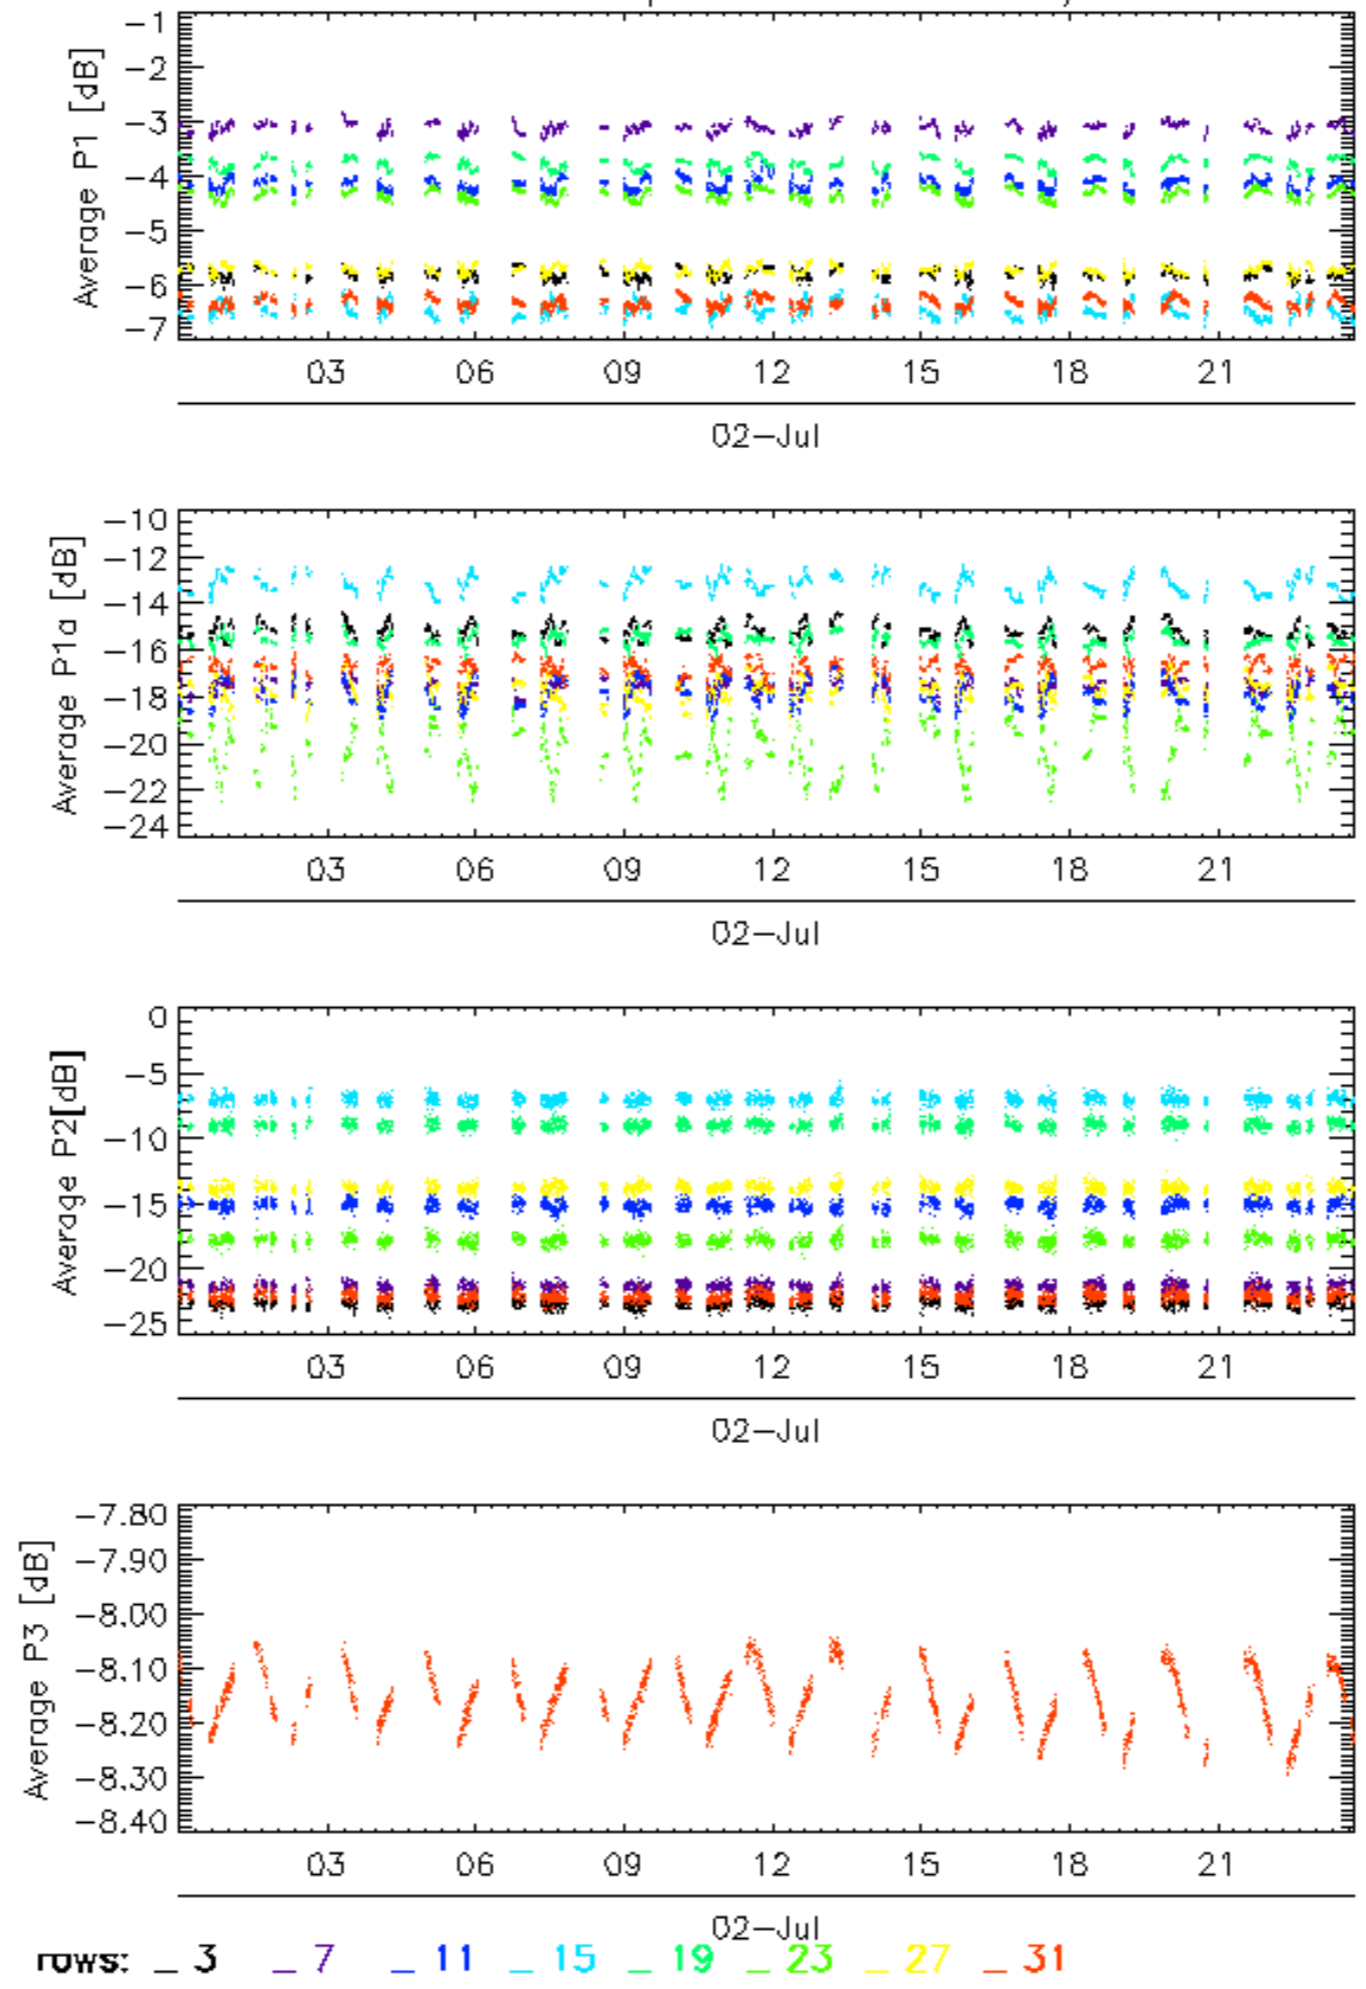 Average P1 [dB]
-1
-2
-3
-4
-5
-6
-7
03 06 09 12 15 18 21
02-Jul
Average P1a [dB]
-10
-12
-14
-16
-18
-20
-22
-24
03 06 09 12 15 18 21
02-Jul
Average P2[dB]
0
-5
-10
-15
-20
-25
03 06 09 12 15 18 21
02-Jul
Average P3 [dB]
-7.80
-7.90
-8.00
-8.10
-8.20
-8.30
-8.40
03 06 09 12 15 18 21
02-Jul
rows: _ 3 _ 7 _ 11 _ 15 _ 19 _ 23 _ 27 _ 31